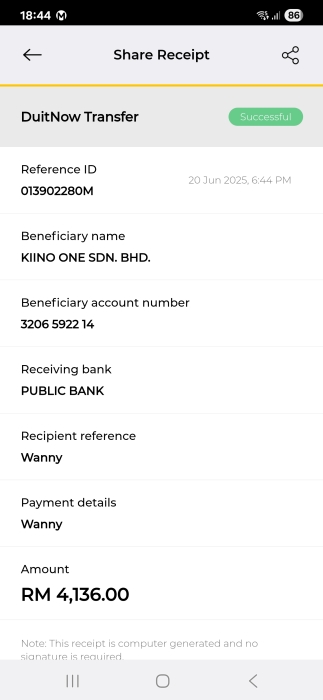 18:44
86
Share Receipt
DuitNow Transfer
Successful
Reference ID
013902280M
20 Jun 2025, 6:44 PM
Beneficiary name
KIINO ONE SDN. BHD.
Beneficiary account number
3206 5922 14
Receiving bank
PUBLIC BANK
Recipient reference
Wanny
Payment details
Wanny
Amount
RM 4,136.00
Note: This receipt is computer generated and no
signature is required